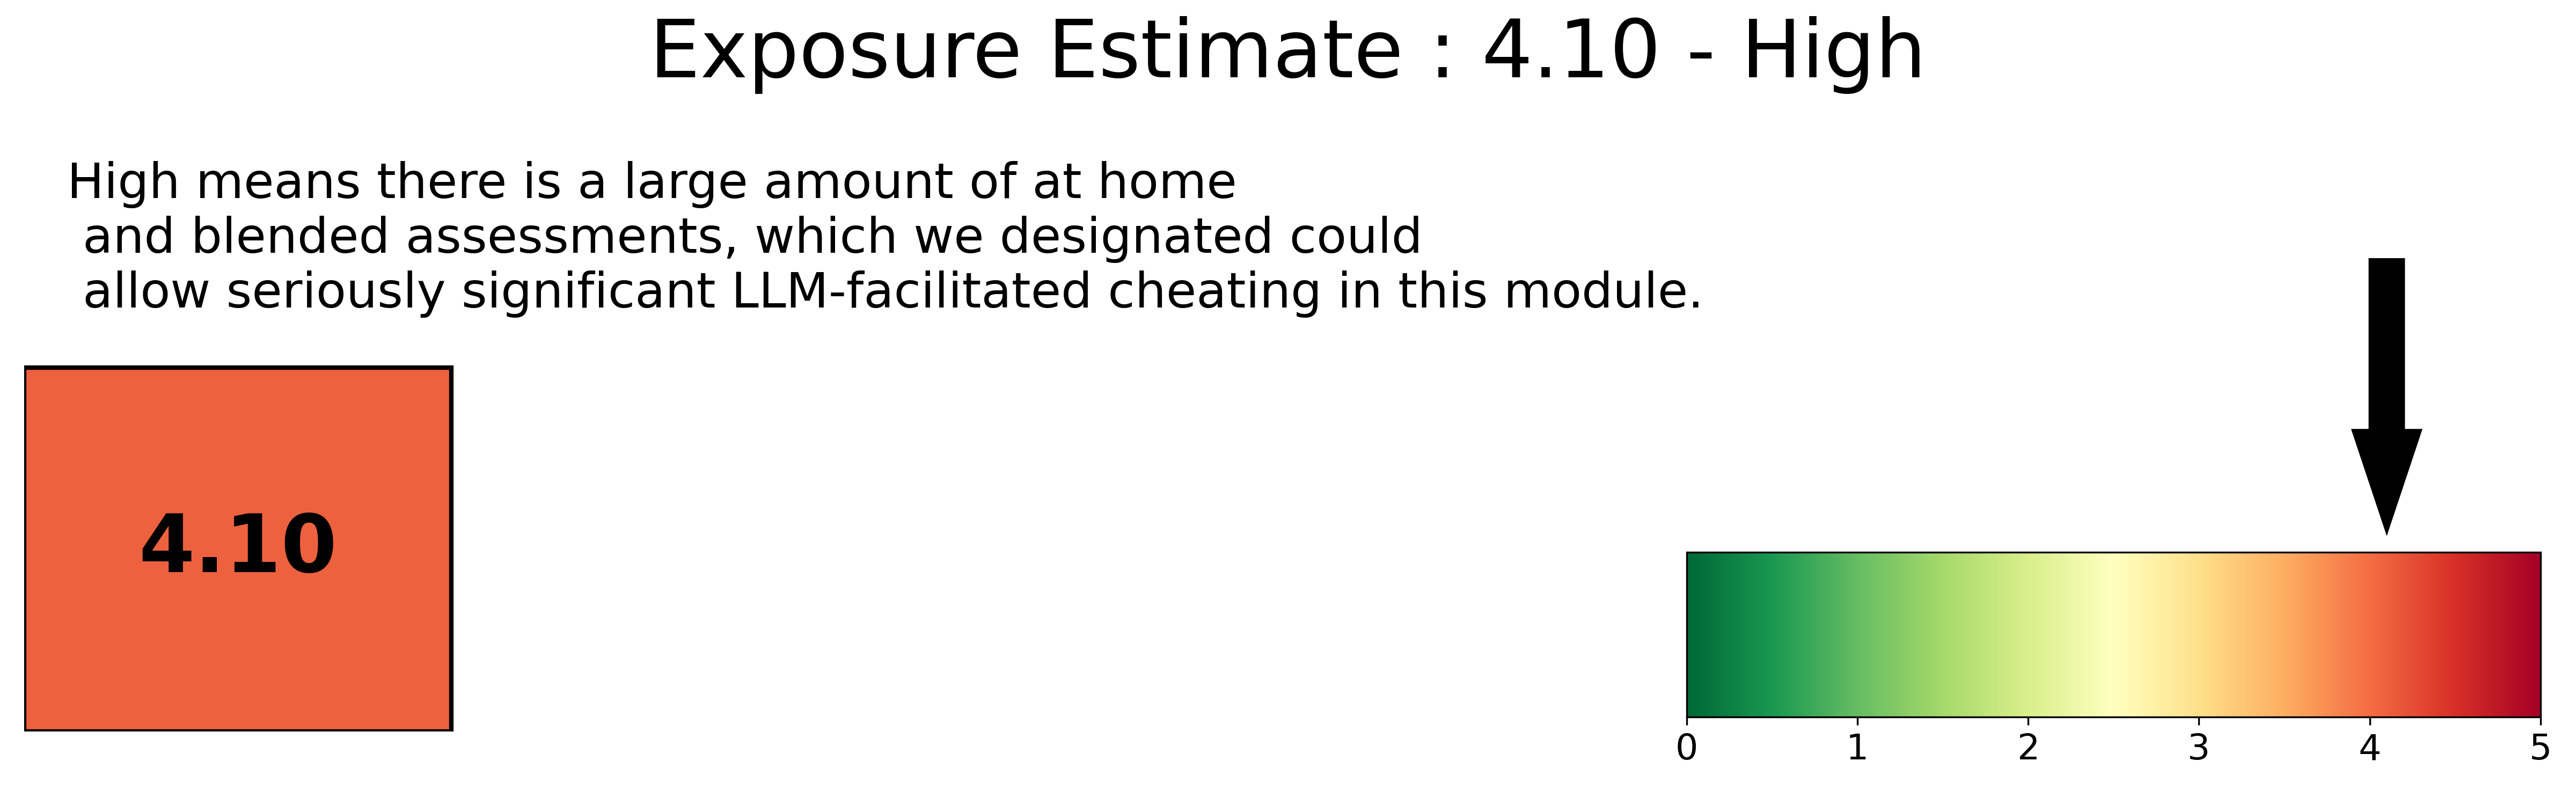 Exposure Estimate : 4.10 - High
High means there is a large amount of at home
and blended assessments, which we designated could
allow seriously significant LLM-facilitated cheating in this module.
4.10
0 1 2 3 4 5